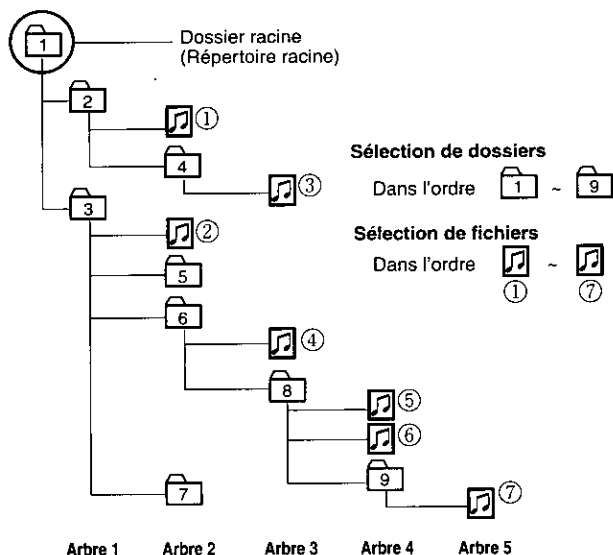 1
Dossier racine
(Répertoire racine)
2
①
4
③
3
②
5
6
④
8
⑤
⑥
9
⑦
7
Sélection de dossiers
Dans l'ordre 1 ~ 9
Sélection de fichiers
Dans l'ordre ~
① ⑦
Arbre 1 Arbre 2 Arbre 3 Arbre 4 Arbre 5